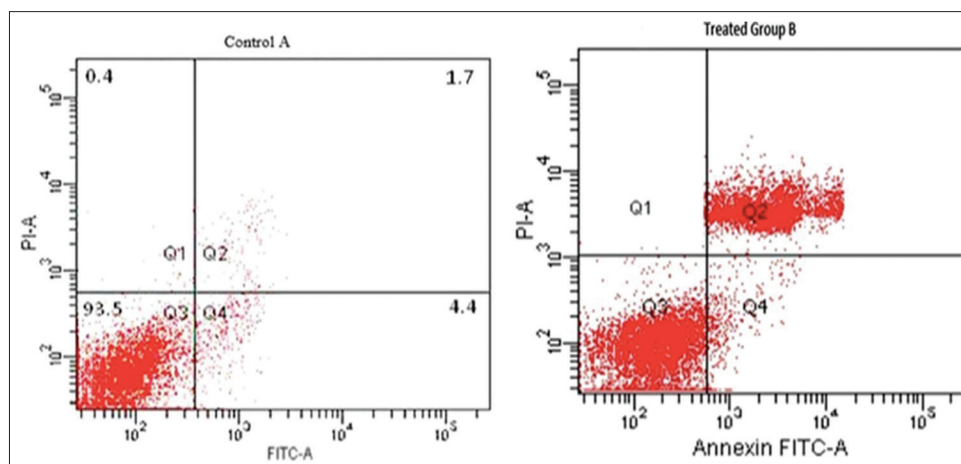 Control A
0.4 1.7
Q1 Q2
93.5 Q3 Q4 4.4
PI-A
10^5
10^4
10^3
10^2
10^2 10^3 10^4 10^5
FITC-A
Treated Group B
Q1 Q2
Q3 Q4
PI-A
10^5
10^4
10^3
10^2
10^2 10^3 10^4 10^5
Annexin FITC-A